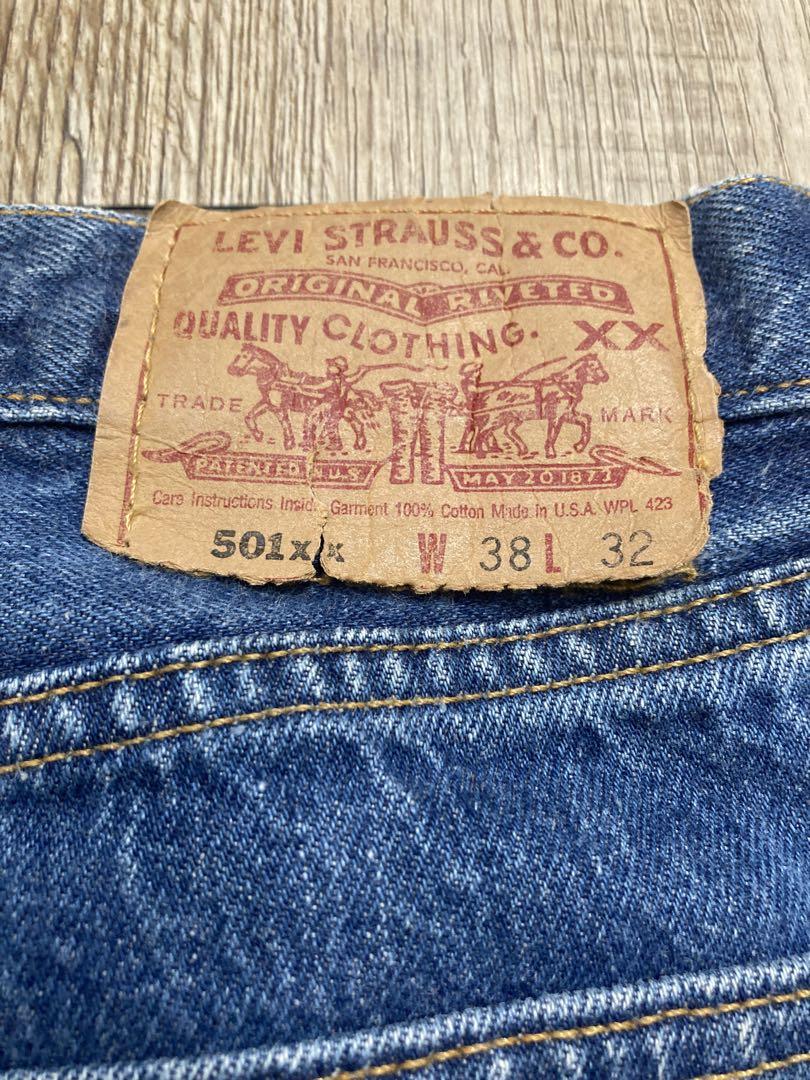 LEVI STRAUSS & CO.
SAN FRANCISCO, CAL.
ORIGINAL RIVETED
QUALITY CLOTHING. XX
TRADE MARK
PATENTED IN U.S. MAY 20 1873
Care Instructions Inside Garment 100% Cotton Made in U.S.A. WPL 423
501xx W 38 L 32